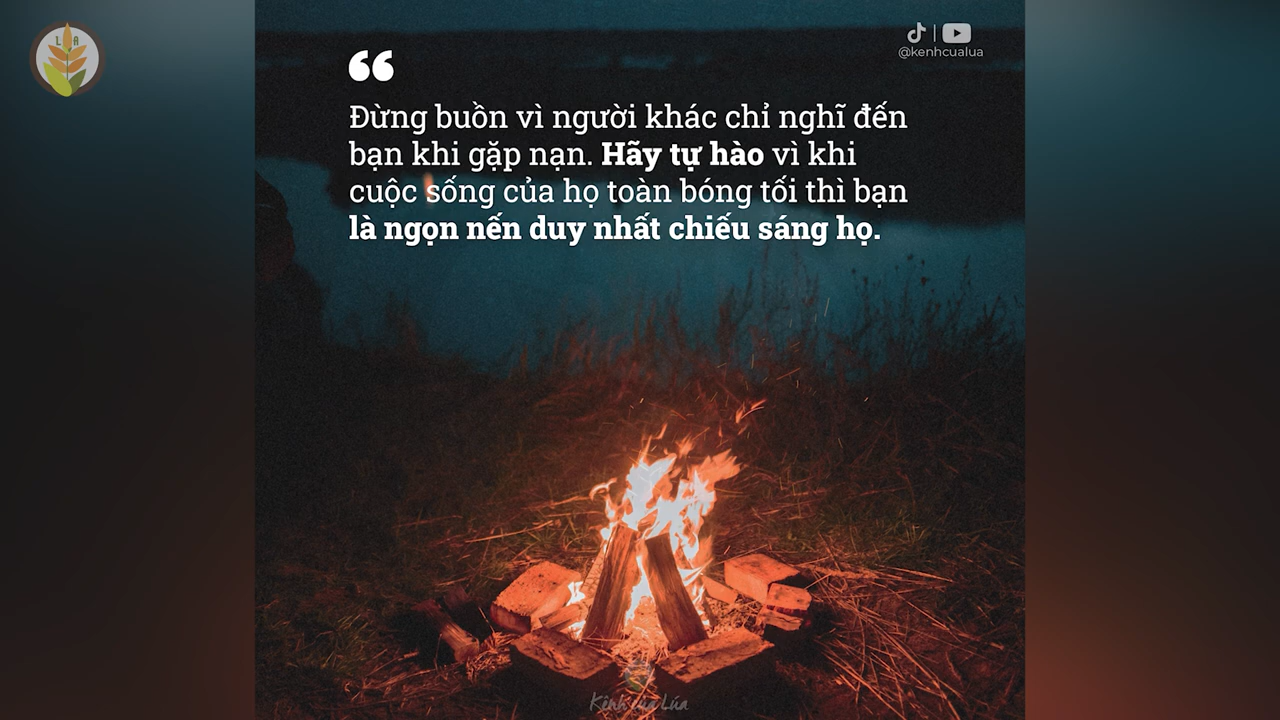 L A
@kenhcualua
Đừng buồn vì người khác chỉ nghĩ đến
bạn khi gặp nạn. Hãy tự hào vì khi
cuộc sống của họ toàn bóng tối thì bạn
là ngọn nến duy nhất chiếu sáng họ.
Kênh của Lúa